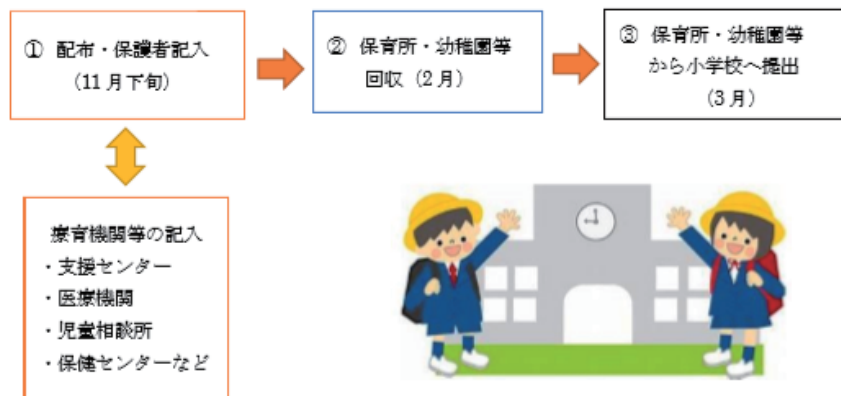 ① 配布・保護者記入
（11月下旬）
② 保育所・幼稚園等
回収（2月）
③ 保育所・幼稚園等
から小学校へ提出
（3月）
療育機関等の記入
・支援センター
・医療機関
・児童相談所
・保健センターなど